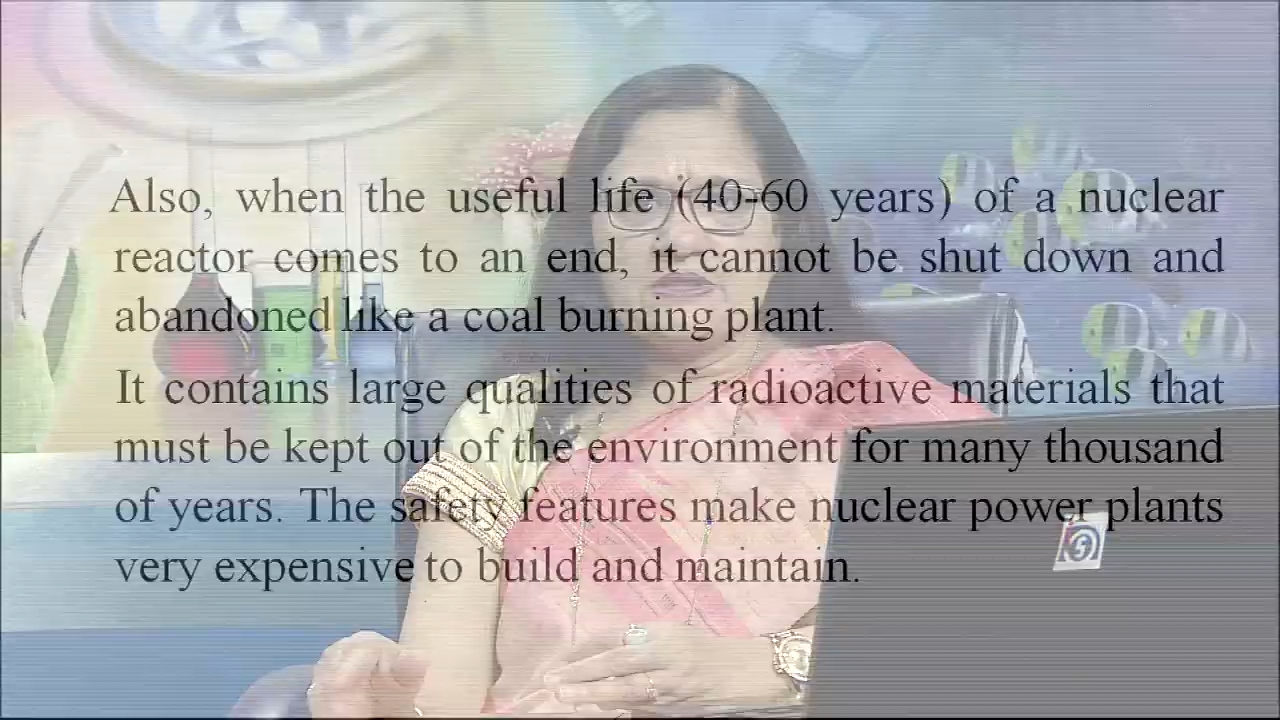 Also, when the useful life (40-60 years) of a nuclear
reactor comes to an end, it cannot be shut down and
abandoned like a coal burning plant.
It contains large qualities of radioactive materials that
must be kept out of the environment for many thousand
of years. The safety features make nuclear power plants
very expensive to build and maintain.